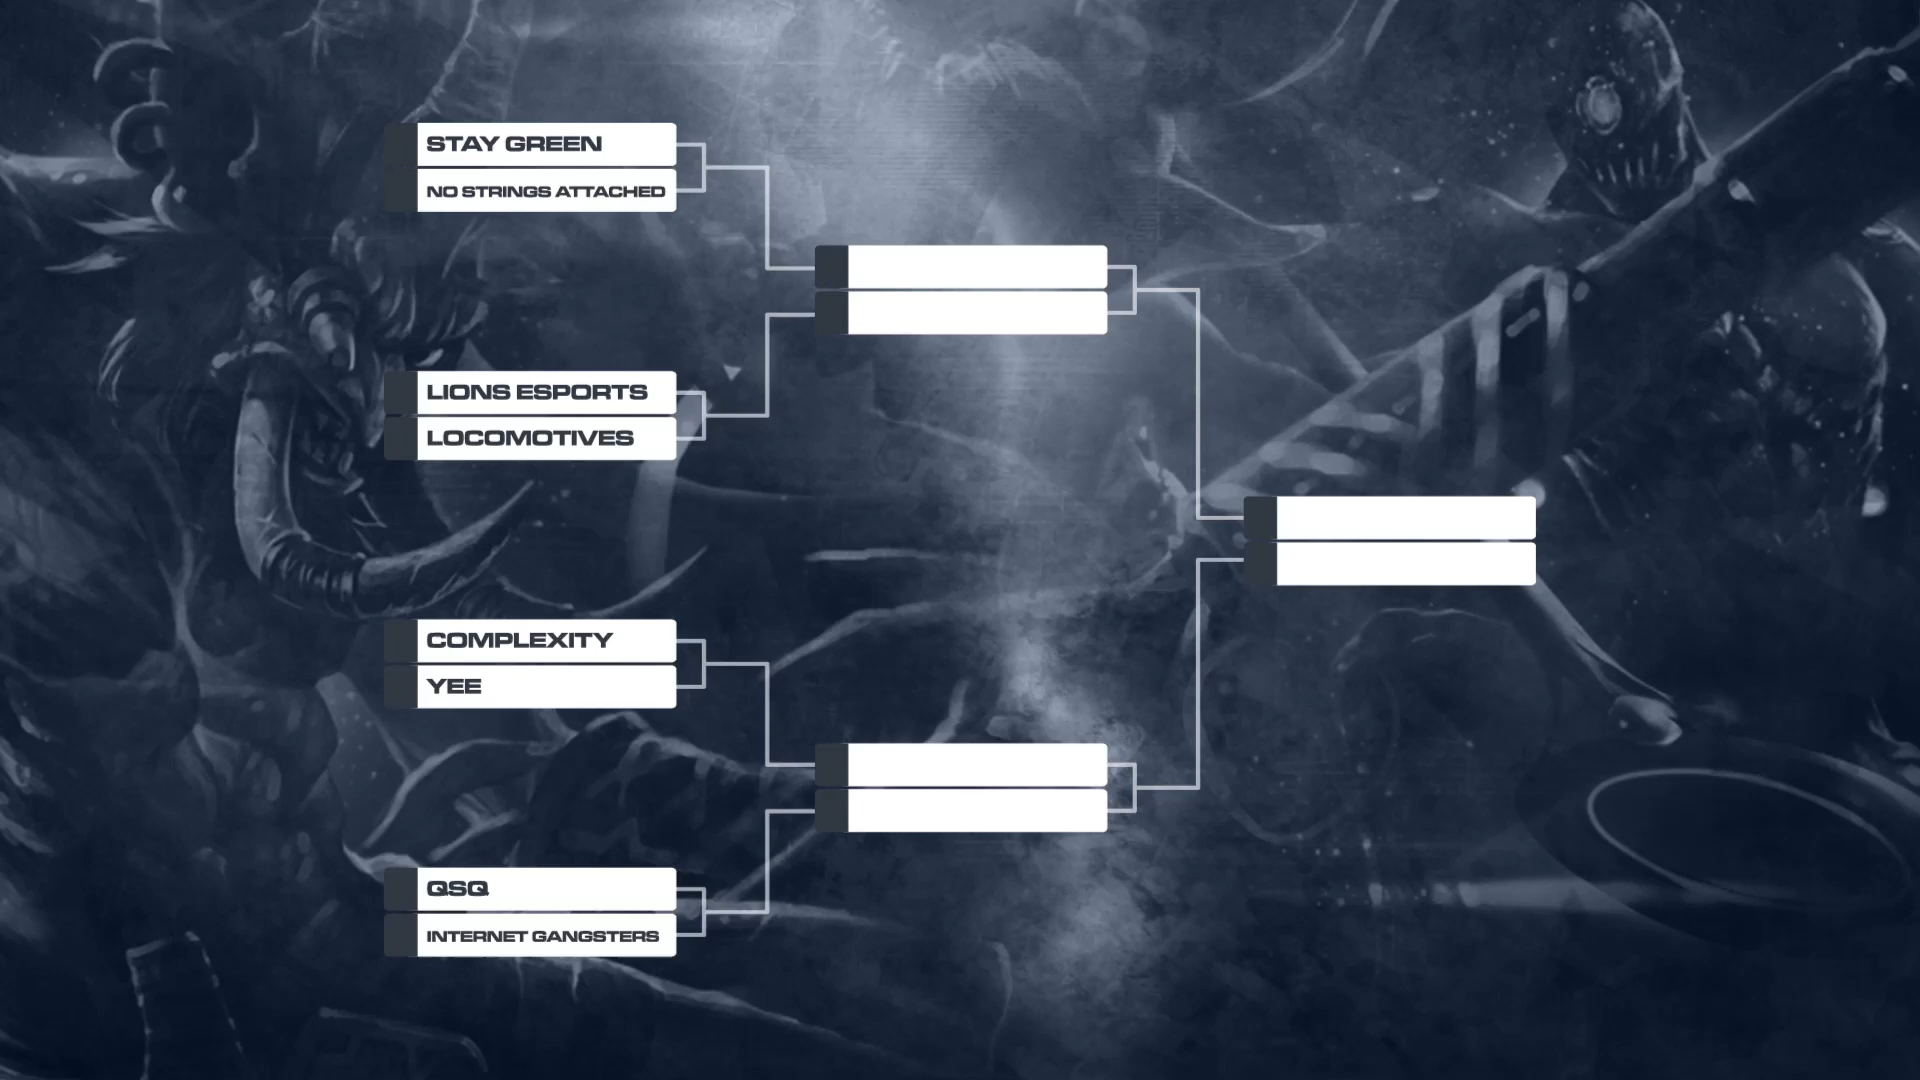 STAY GREEN
NO STRINGS ATTACHED
LIONS ESPORTS
LOCOMOTIVES
COMPLEXITY
YEE
QSQ
INTERNET GANGSTERS